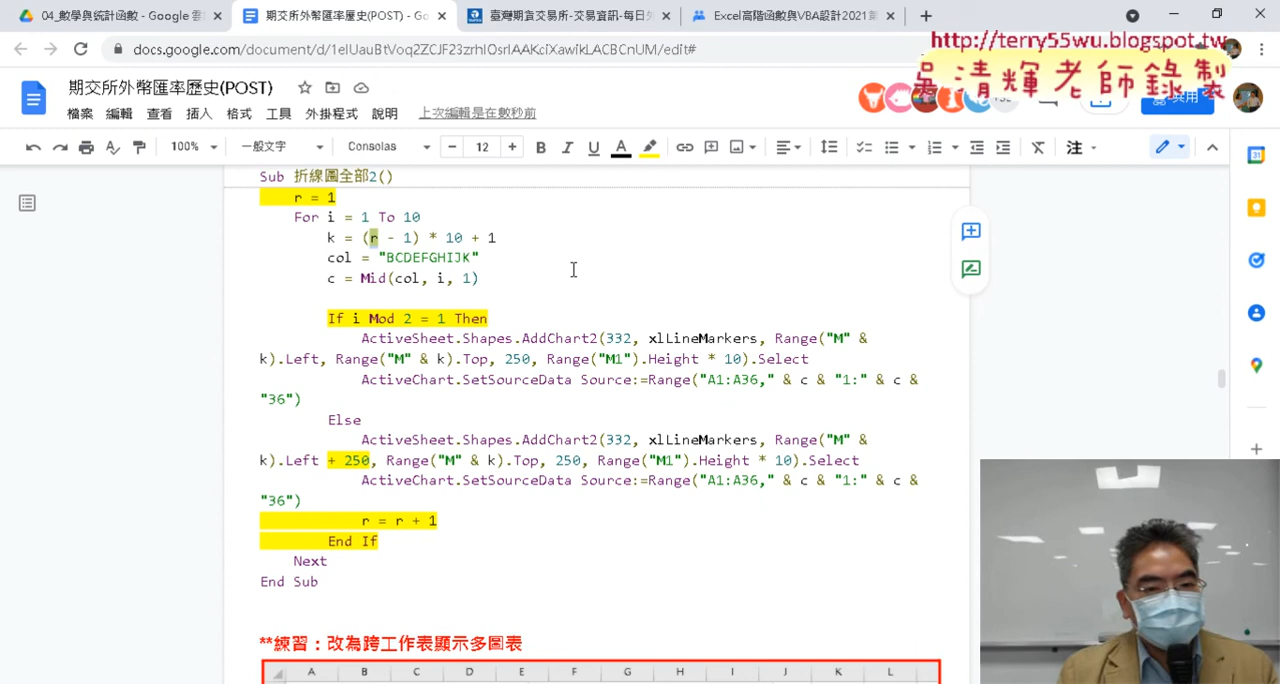 04_數學與統計函數 - Google 雲
期交所外幣匯率歷史(POST) - Go
臺灣期貨交易所-交易資訊-每日外
Excel高階函數與VBA設計2021第
docs.google.com/document/d/1elUauBtVoq2ZCJF23zrhIOsrlAAKciXawikLACBCnUM/edit#
http://terry55wu.blogspot.tw
吳清輝老師錄製
期交所外幣匯率歷史(POST)
檔案 編輯 查看 插入 格式 工具 外掛程式 說明 上次編輯是在數秒前
100% 一般文字 Consolas 12 B I U A 注
Sub 折線圖全部2()
r = 1
For i = 1 To 10
k = (r - 1) * 10 + 1
col = "BCDEFGHIJK"
c = Mid(col, i, 1)
If i Mod 2 = 1 Then
ActiveSheet.Shapes.AddChart2(332, xlLineMarkers, Range("M" &
k).Left, Range("M" & k).Top, 250, Range("M1").Height * 10).Select
ActiveChart.SetSourceData Source:=Range("A1:A36," & c & "1:" & c &
"36")
Else
ActiveSheet.Shapes.AddChart2(332, xlLineMarkers, Range("M" &
k).Left + 250, Range("M" & k).Top, 250, Range("M1").Height * 10).Select
ActiveChart.SetSourceData Source:=Range("A1:A36," & c & "1:" & c &
"36")
r = r + 1
End If
Next
End Sub
**練習：改為跨工作表顯示多圖表
A B C D E F G H I J K L